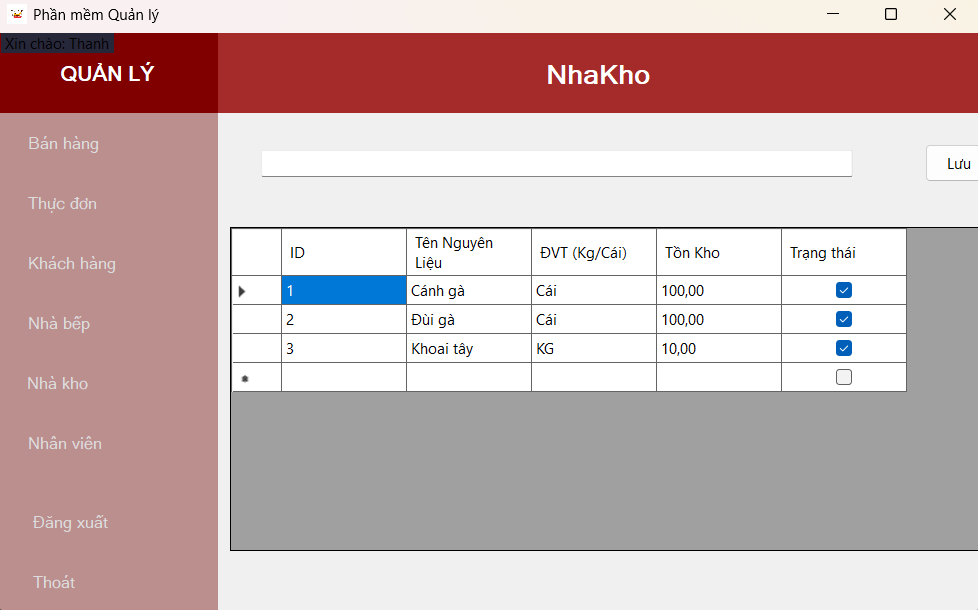 Phần mềm Quản lý
Xin chào: Thanh
QUẢN LÝ
NhaKho
Bán hàng
Thực đơn
Khách hàng
Nhà bếp
Nhà kho
Nhân viên
Đăng xuất
Thoát
Lưu
ID Tên Nguyên Liệu ĐVT (Kg/Cái) Tồn Kho Trạng thái
1 Cánh gà Cái 100,00
2 Đùi gà Cái 100,00
3 Khoai tây KG 10,00